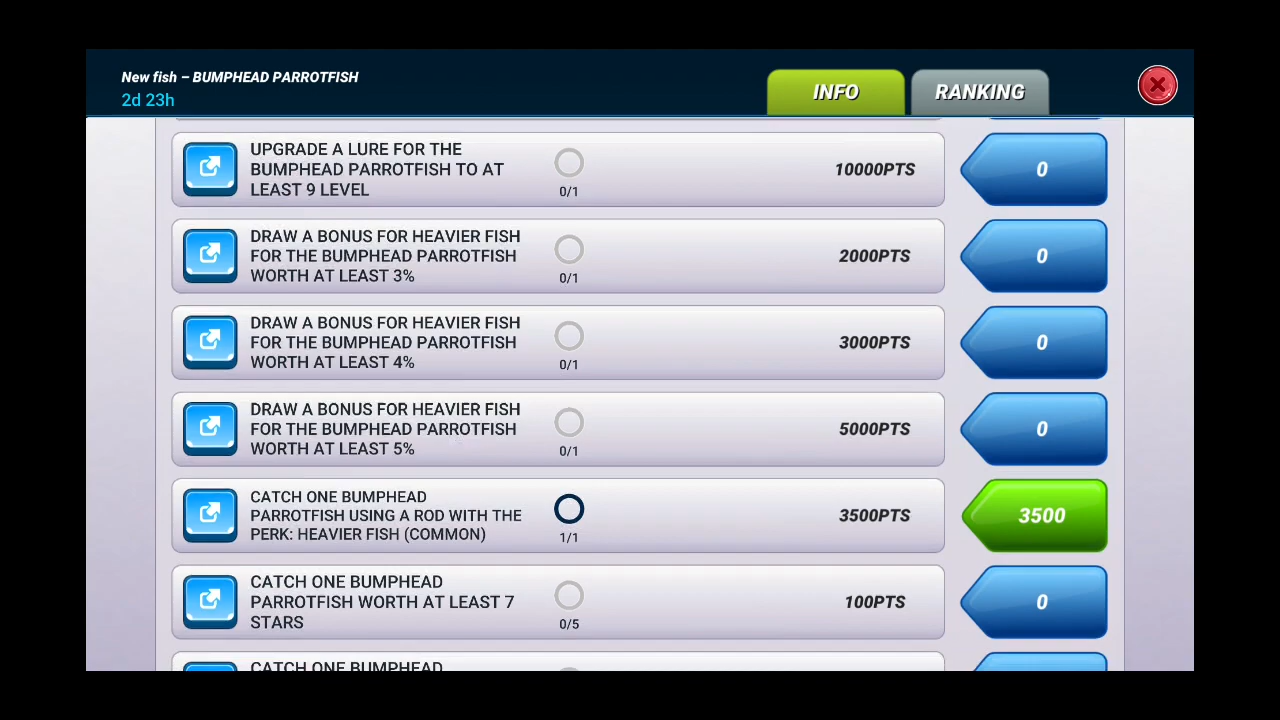 New fish – BUMPHEAD PARROTFISH
2d 23h
INFO
RANKING
UPGRADE A LURE FOR THE
BUMPHEAD PARROTFISH TO AT
LEAST 9 LEVEL
0/1
10000PTS
0
DRAW A BONUS FOR HEAVIER FISH
FOR THE BUMPHEAD PARROTFISH
WORTH AT LEAST 3%
0/1
2000PTS
0
DRAW A BONUS FOR HEAVIER FISH
FOR THE BUMPHEAD PARROTFISH
WORTH AT LEAST 4%
0/1
3000PTS
0
DRAW A BONUS FOR HEAVIER FISH
FOR THE BUMPHEAD PARROTFISH
WORTH AT LEAST 5%
0/1
5000PTS
0
CATCH ONE BUMPHEAD
PARROTFISH USING A ROD WITH THE
PERK: HEAVIER FISH (COMMON)
1/1
3500PTS
3500
CATCH ONE BUMPHEAD
PARROTFISH WORTH AT LEAST 7
STARS
0/5
100PTS
0
CATCH ONE BUMPHEAD